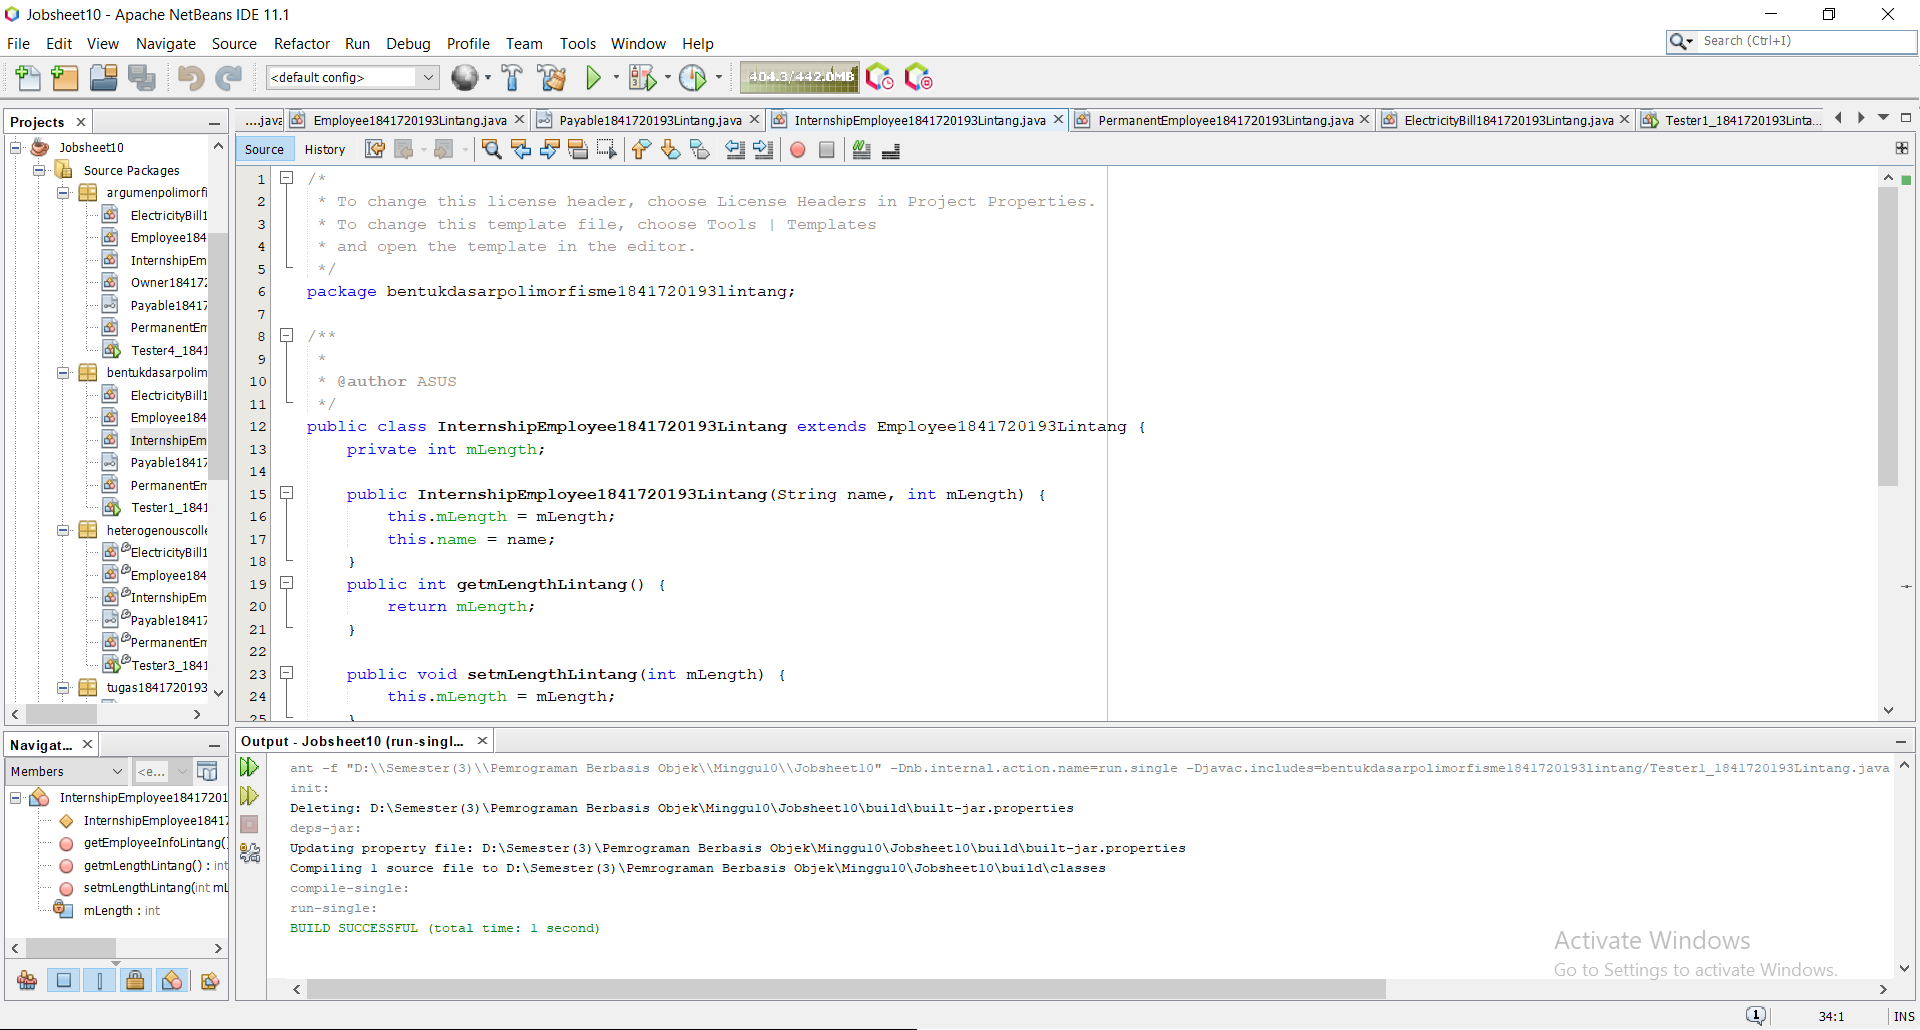 Jobsheet10 - Apache NetBeans IDE 11.1
File Edit View Navigate Source Refactor Run Debug Profile Team Tools Window Help
Search (Ctrl+I)
<default config>
404.3/442.0MB
Projects
....java
Employee1841720193Lintang.java
Payable1841720193Lintang.java
InternshipEmployee1841720193Lintang.java
PermanentEmployee1841720193Lintang.java
ElectricityBill1841720193Lintang.java
Tester1_1841720193Linta...
Jobsheet10
Source Packages
argumenpolimorfi
ElectricityBill1
Employee184
InternshipEm
Owner18417
Payable18417
PermanentEm
Tester4_1841
bentukdasarpolim
ElectricityBill1
Employee184
InternshipEm
Payable18417
PermanentEm
Tester1_1841
heterogenouscolle
ElectricityBill1
Employee184
InternshipEm
Payable18417
PermanentEm
Tester3_1841
tugas1841720193
Source History
1 /*
2 * To change this license header, choose License Headers in Project Properties.
3 * To change this template file, choose Tools | Templates
4 * and open the template in the editor.
5 */
6 package bentukdasarpolimorfisme1841720193lintang;
7
8 /**
9 *
10 * @author ASUS
11 */
12 public class InternshipEmployee1841720193Lintang extends Employee1841720193Lintang {
13 private int mLength;
14
15 public InternshipEmployee1841720193Lintang(String name, int mLength) {
16 this.mLength = mLength;
17 this.name = name;
18 }
19 public int getmLengthLintang() {
20 return mLength;
21 }
22
23 public void setmLengthLintang(int mLength) {
24 this.mLength = mLength;
25 }
Navigat...
Members
<e...
InternshipEmployee18417201
InternshipEmployee18417
getEmployeeInfoLintang()
getmLengthLintang() : int
setmLengthLintang(int mL
mLength : int
Output - Jobsheet10 (run-singl...
ant -f "D:\\Semester(3)\\Pemrograman Berbasis Objek\\Minggu10\\Jobsheet10" -Dnb.internal.action.name=run.single -Djavac.includes=bentukdasarpolimorfisme1841720193lintang/Tester1_1841720193Lintang.java
init:
Deleting: D:\Semester(3)\Pemrograman Berbasis Objek\Minggu10\Jobsheet10\build\built-jar.properties
deps-jar:
Updating property file: D:\Semester(3)\Pemrograman Berbasis Objek\Minggu10\Jobsheet10\build\built-jar.properties
Compiling 1 source file to D:\Semester(3)\Pemrograman Berbasis Objek\Minggu10\Jobsheet10\build\classes
compile-single:
run-single:
BUILD SUCCESSFUL (total time: 1 second)
Activate Windows
Go to Settings to activate Windows.
1
34:1
INS